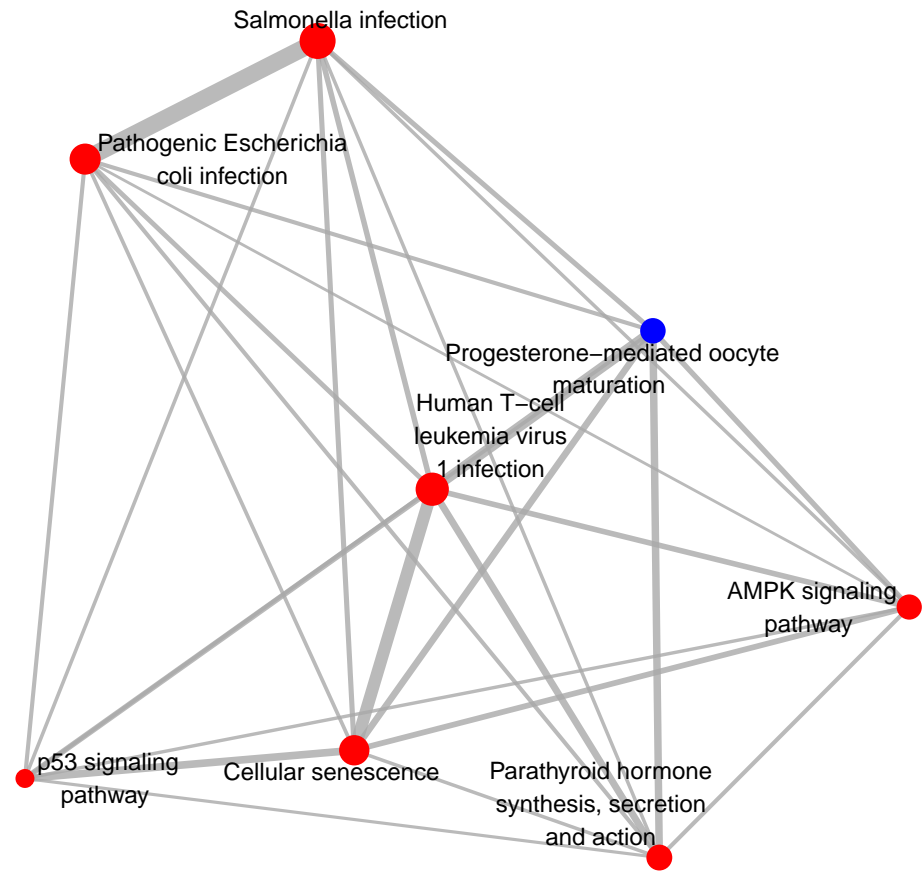 Salmonella infection
Pathogenic Escherichia
coli infection
Progesterone−mediated oocyte
maturation
Human T−cell
leukemia virus
1 infection
AMPK signaling
pathway
p53 signaling
pathway
Cellular senescence
Parathyroid hormone
synthesis, secretion
and action